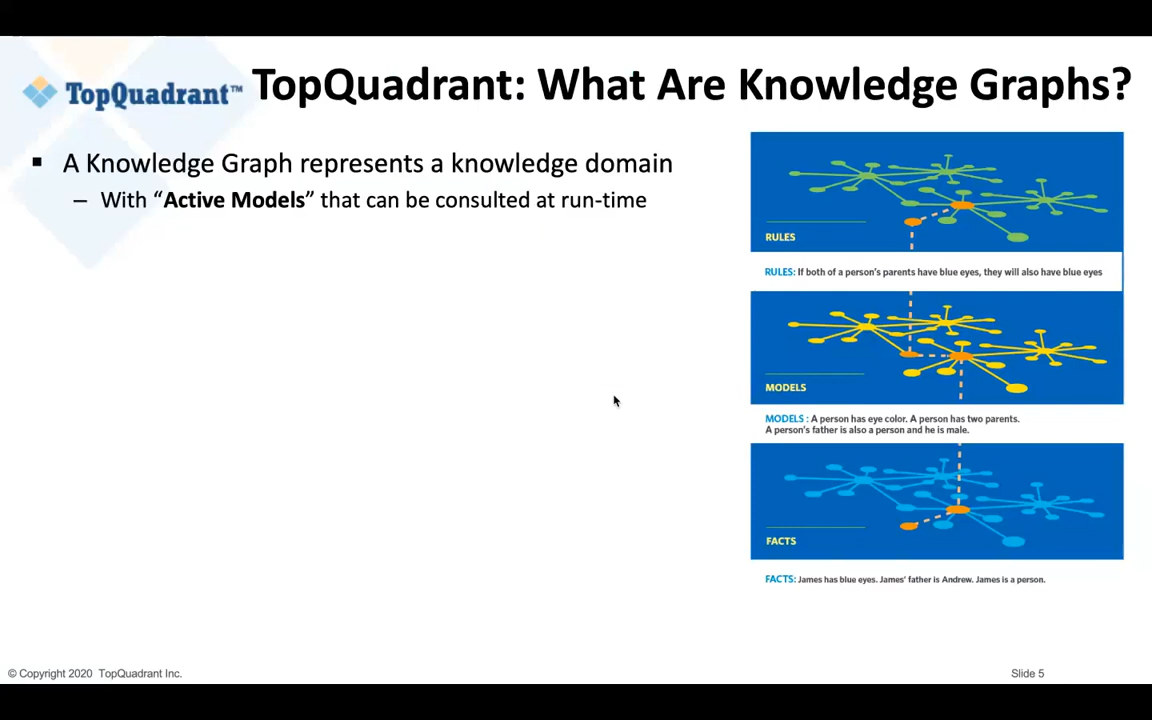 TopQuadrant™
TopQuadrant: What Are Knowledge Graphs?
▪ A Knowledge Graph represents a knowledge domain
– With “Active Models” that can be consulted at run-time
RULES
RULES: If both of a person's parents have blue eyes, they will also have blue eyes
MODELS
MODELS : A person has eye color. A person has two parents.
A person's father is also a person and he is male.
FACTS
FACTS: James has blue eyes. James' father is Andrew. James is a person.
© Copyright 2020 TopQuadrant Inc.
Slide 5